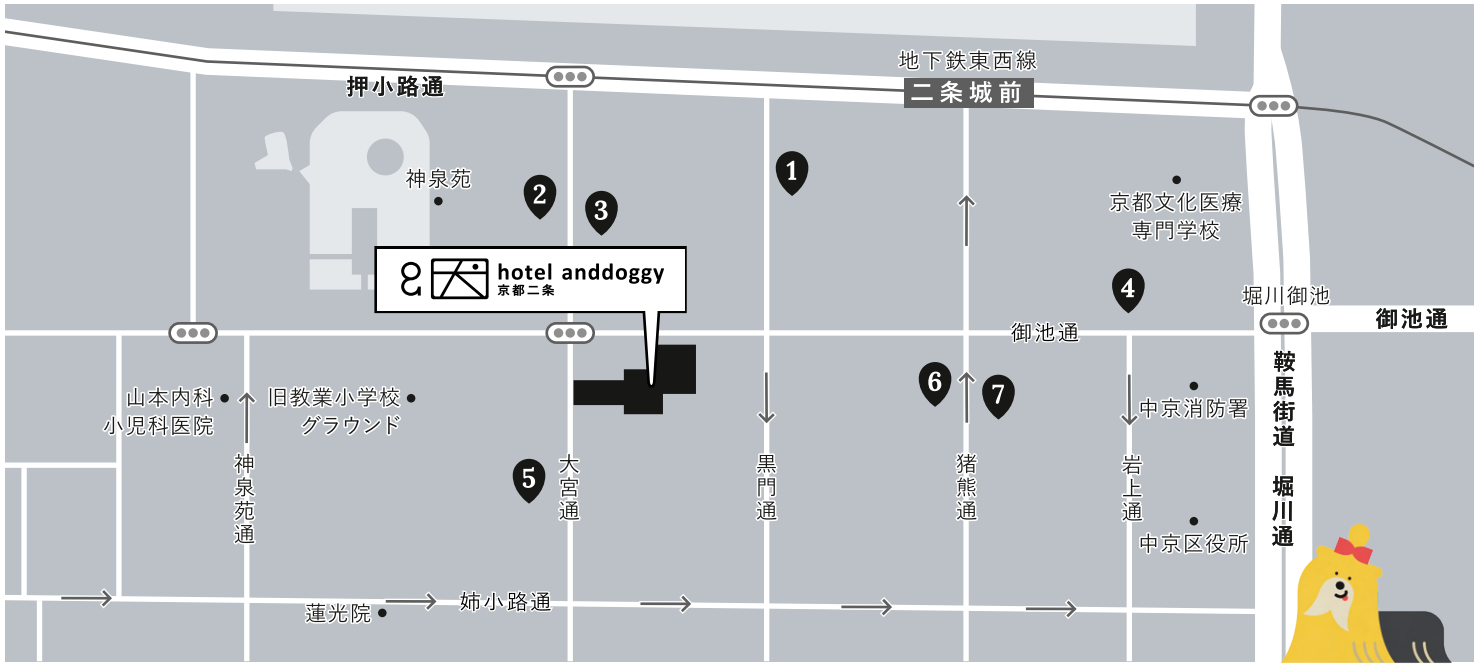 地下鉄東西線
二条城前
押小路通
神泉苑
1
2
3
京都文化医療
専門学校
hotel anddoggy
京都二条
4
堀川御池
御池通
御池通
山本内科
小児科医院
旧教業小学校
グラウンド
6
7
中京消防署
鞍馬街道 堀川通
5
神泉苑通
大宮通
黒門通
猪熊通
岩上通
中京区役所
蓮光院
姉小路通